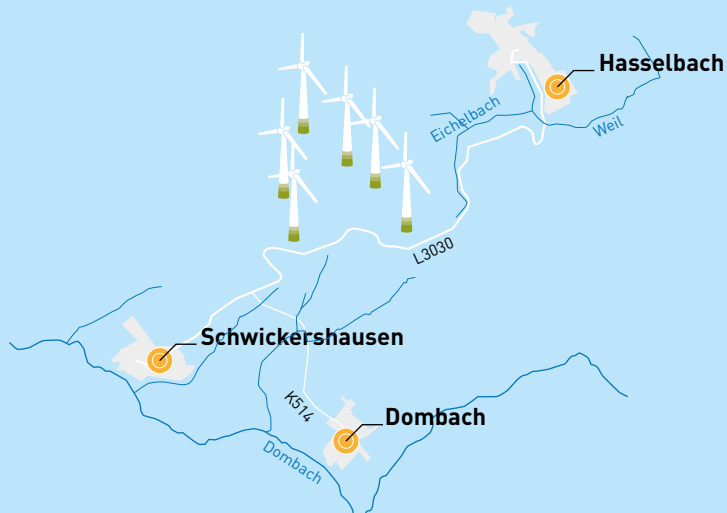 Hasselbach
Eichelbach
Weil
L3030
Schwickershausen
K514
Dombach
Dombach